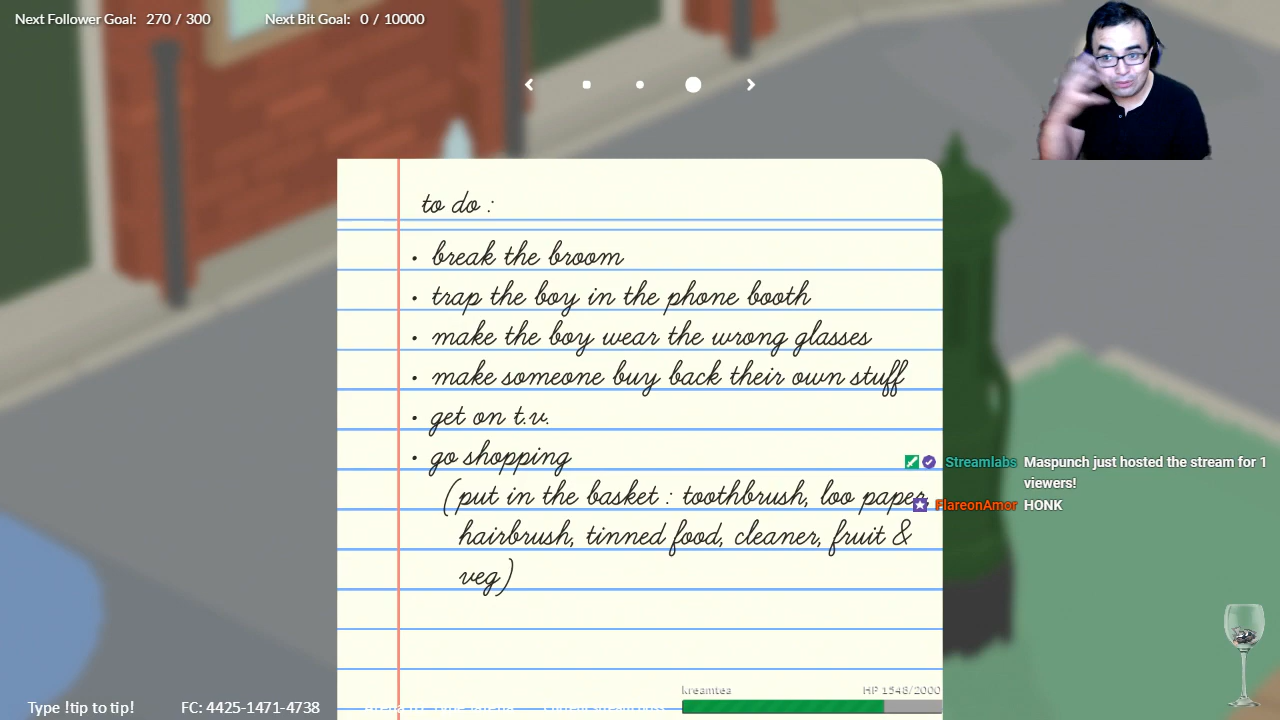 Next Follower Goal: 270 / 300 Next Bit Goal: 0 / 10000
to do :
• break the broom
• trap the boy in the phone booth
• make the boy wear the wrong glasses
• make someone buy back their own stuff
• get on t.v.
• go shopping
(put in the basket : toothbrush, loo paper,
hairbrush, tinned food, cleaner, fruit &
veg)
Streamlabs Maspunch just hosted the stream for 1
viewers!
FlareonAmor HONK
kreamtea HP 1548/2000
Type !tip to tip! FC: 4425-1471-4738